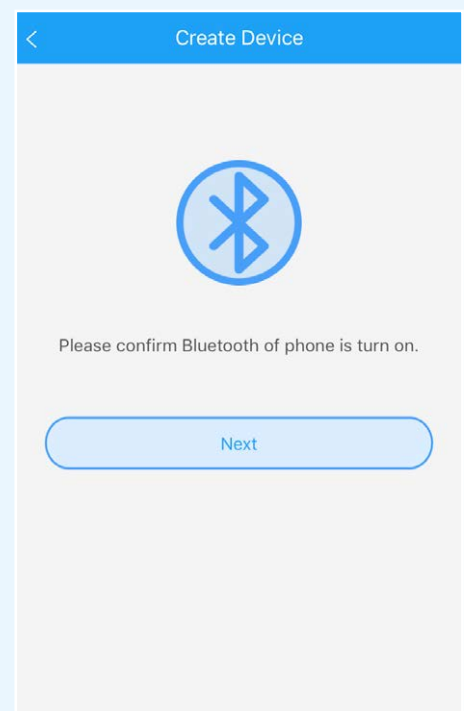 Create Device
Please confirm Bluetooth of phone is turn on.
Next